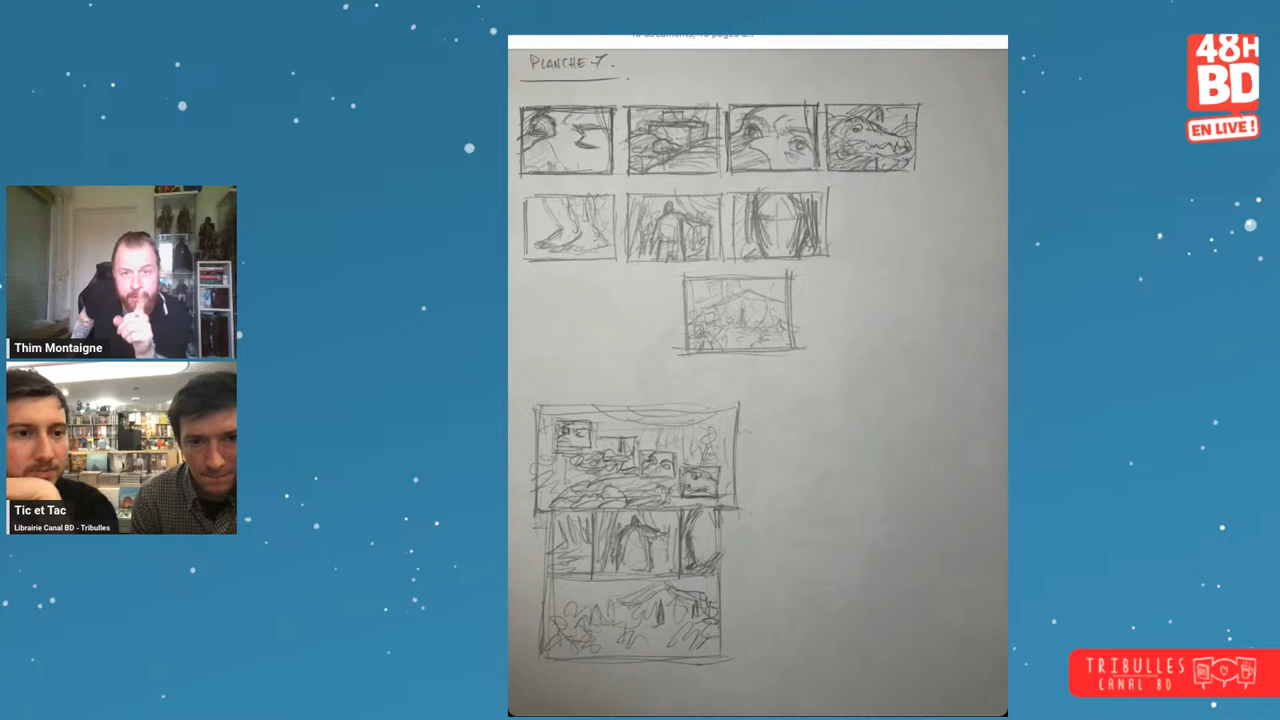 PLANCHE 7.
48H
BD
EN LIVE !
Thim Montaigne
Tic et Tac
Librairie Canal BD - Tribulles
TRIBULLES
CANAL BD